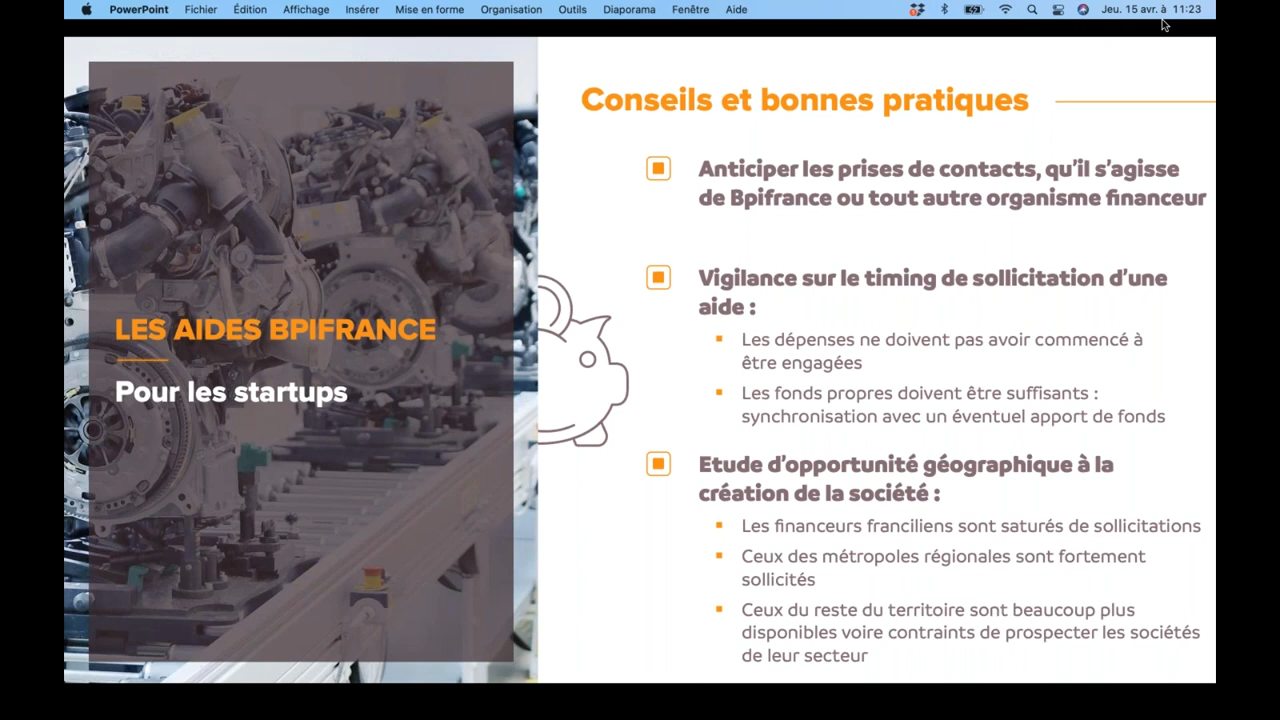 PowerPoint Fichier Édition Affichage Insérer Mise en forme Organisation Outils Diaporama Fenêtre Aide Jeu. 15 avr. à 11:23
LES AIDES BPIFRANCE
Pour les startups
Conseils et bonnes pratiques
Anticiper les prises de contacts, qu'il s'agisse
de Bpifrance ou tout autre organisme financeur
Vigilance sur le timing de sollicitation d'une
aide :
Les dépenses ne doivent pas avoir commencé à
être engagées
Les fonds propres doivent être suffisants :
synchronisation avec un éventuel apport de fonds
Etude d'opportunité géographique à la
création de la société :
Les financeurs franciliens sont saturés de sollicitations
Ceux des métropoles régionales sont fortement
sollicités
Ceux du reste du territoire sont beaucoup plus
disponibles voire contraints de prospecter les sociétés
de leur secteur